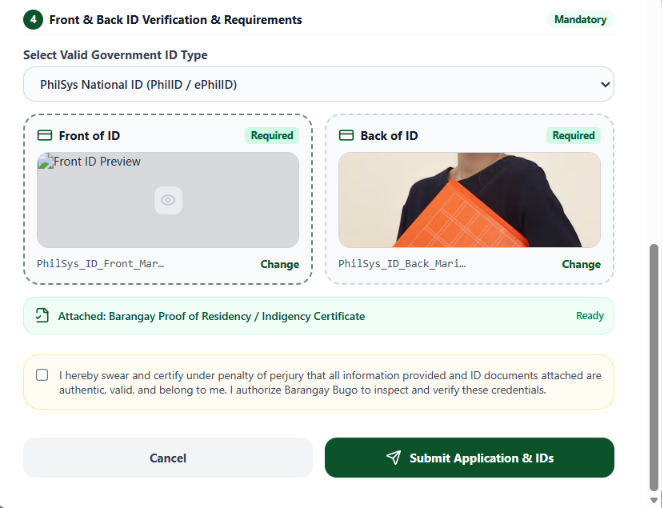 4 Front & Back ID Verification & Requirements Mandatory
Select Valid Government ID Type
PhilSys National ID (PhilID / ePhilID)
Front of ID Required
Back of ID Required
Front ID Preview
PhilSys_ID_Front_Mar… Change
PhilSys_ID_Back_Mari… Change
Attached: Barangay Proof of Residency / Indigency Certificate Ready
I hereby swear and certify under penalty of perjury that all information provided and ID documents attached are
authentic, valid, and belong to me. I authorize Barangay Bugo to inspect and verify these credentials.
Cancel
Submit Application & IDs